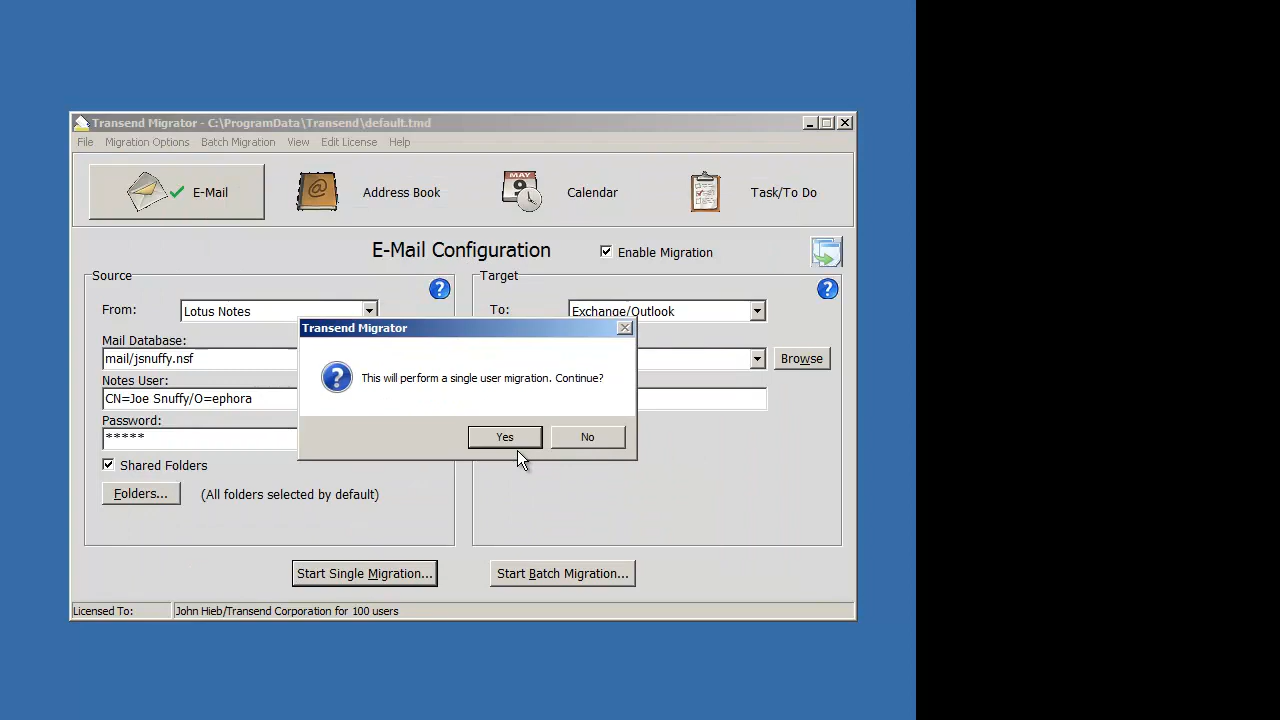 Transend Migrator - C:\ProgramData\Transend\default.tmd
File Migration Options Batch Migration View Edit License Help
E-Mail
Address Book
MAY
9
Calendar
Task/To Do
E-Mail Configuration
Enable Migration
Source
From: Lotus Notes
Mail Database:
mail/jsnuffy.nsf
Notes User:
CN=Joe Snuffy/O=ephora
Password:
*****
Shared Folders
Folders... (All folders selected by default)
Target
To: Exchange/Outlook
Browse
Transend Migrator
This will perform a single user migration. Continue?
Yes No
Start Single Migration... Start Batch Migration...
Licensed To: John Hieb/Transend Corporation for 100 users